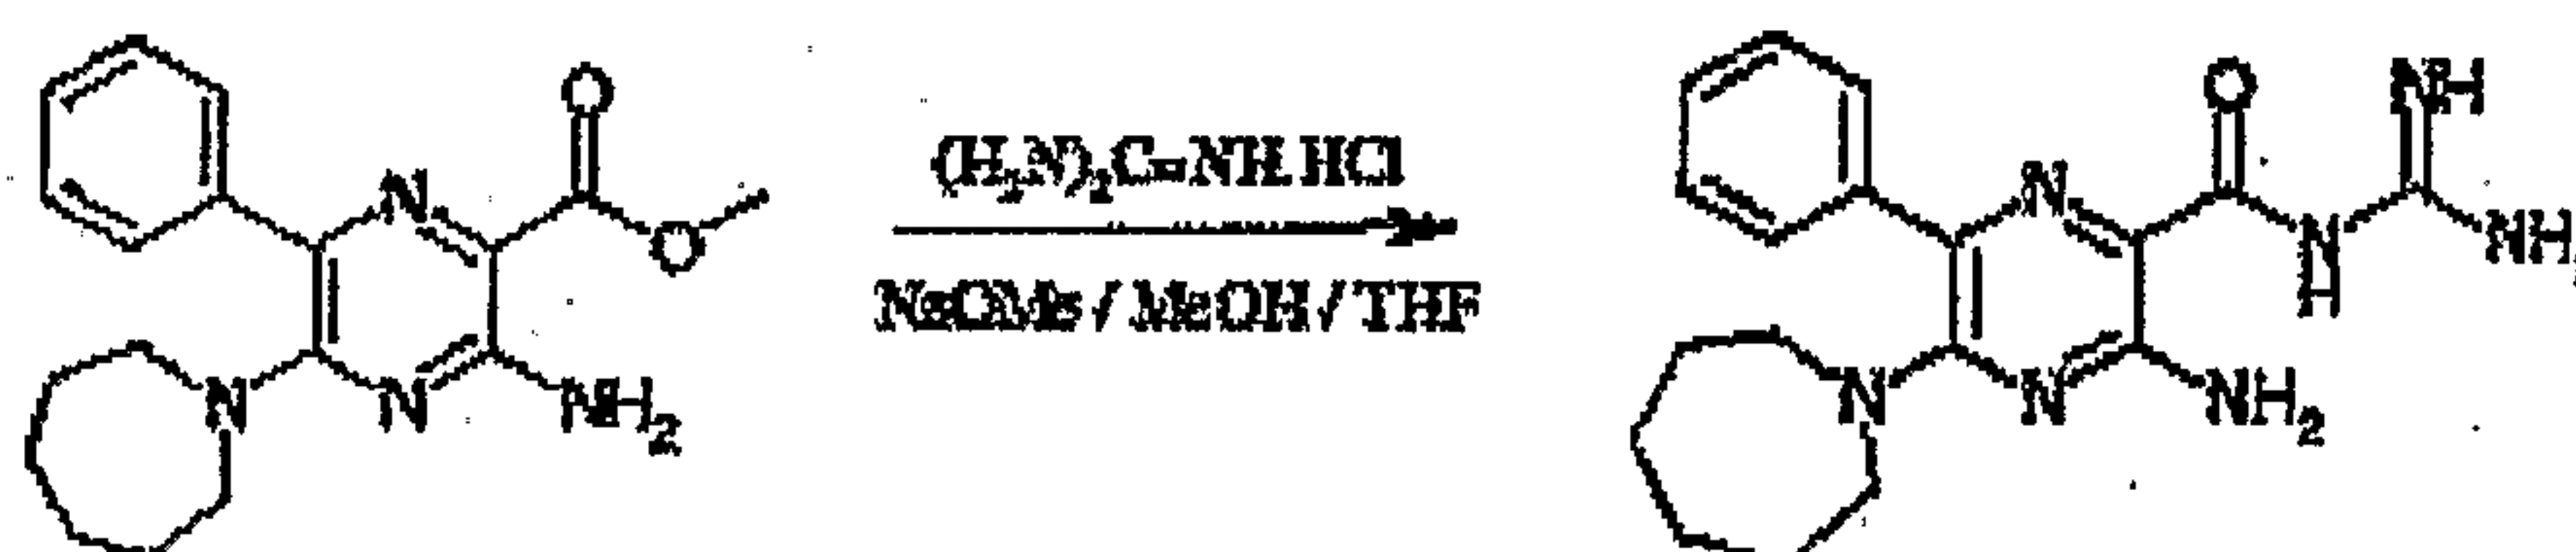 O
N
O
N
N
NH₂
(H₂N)₂C=NH.HCl
NaOMe / MeOH / THF
O
NH
N
N
H
NH₂
N
N
NH₂